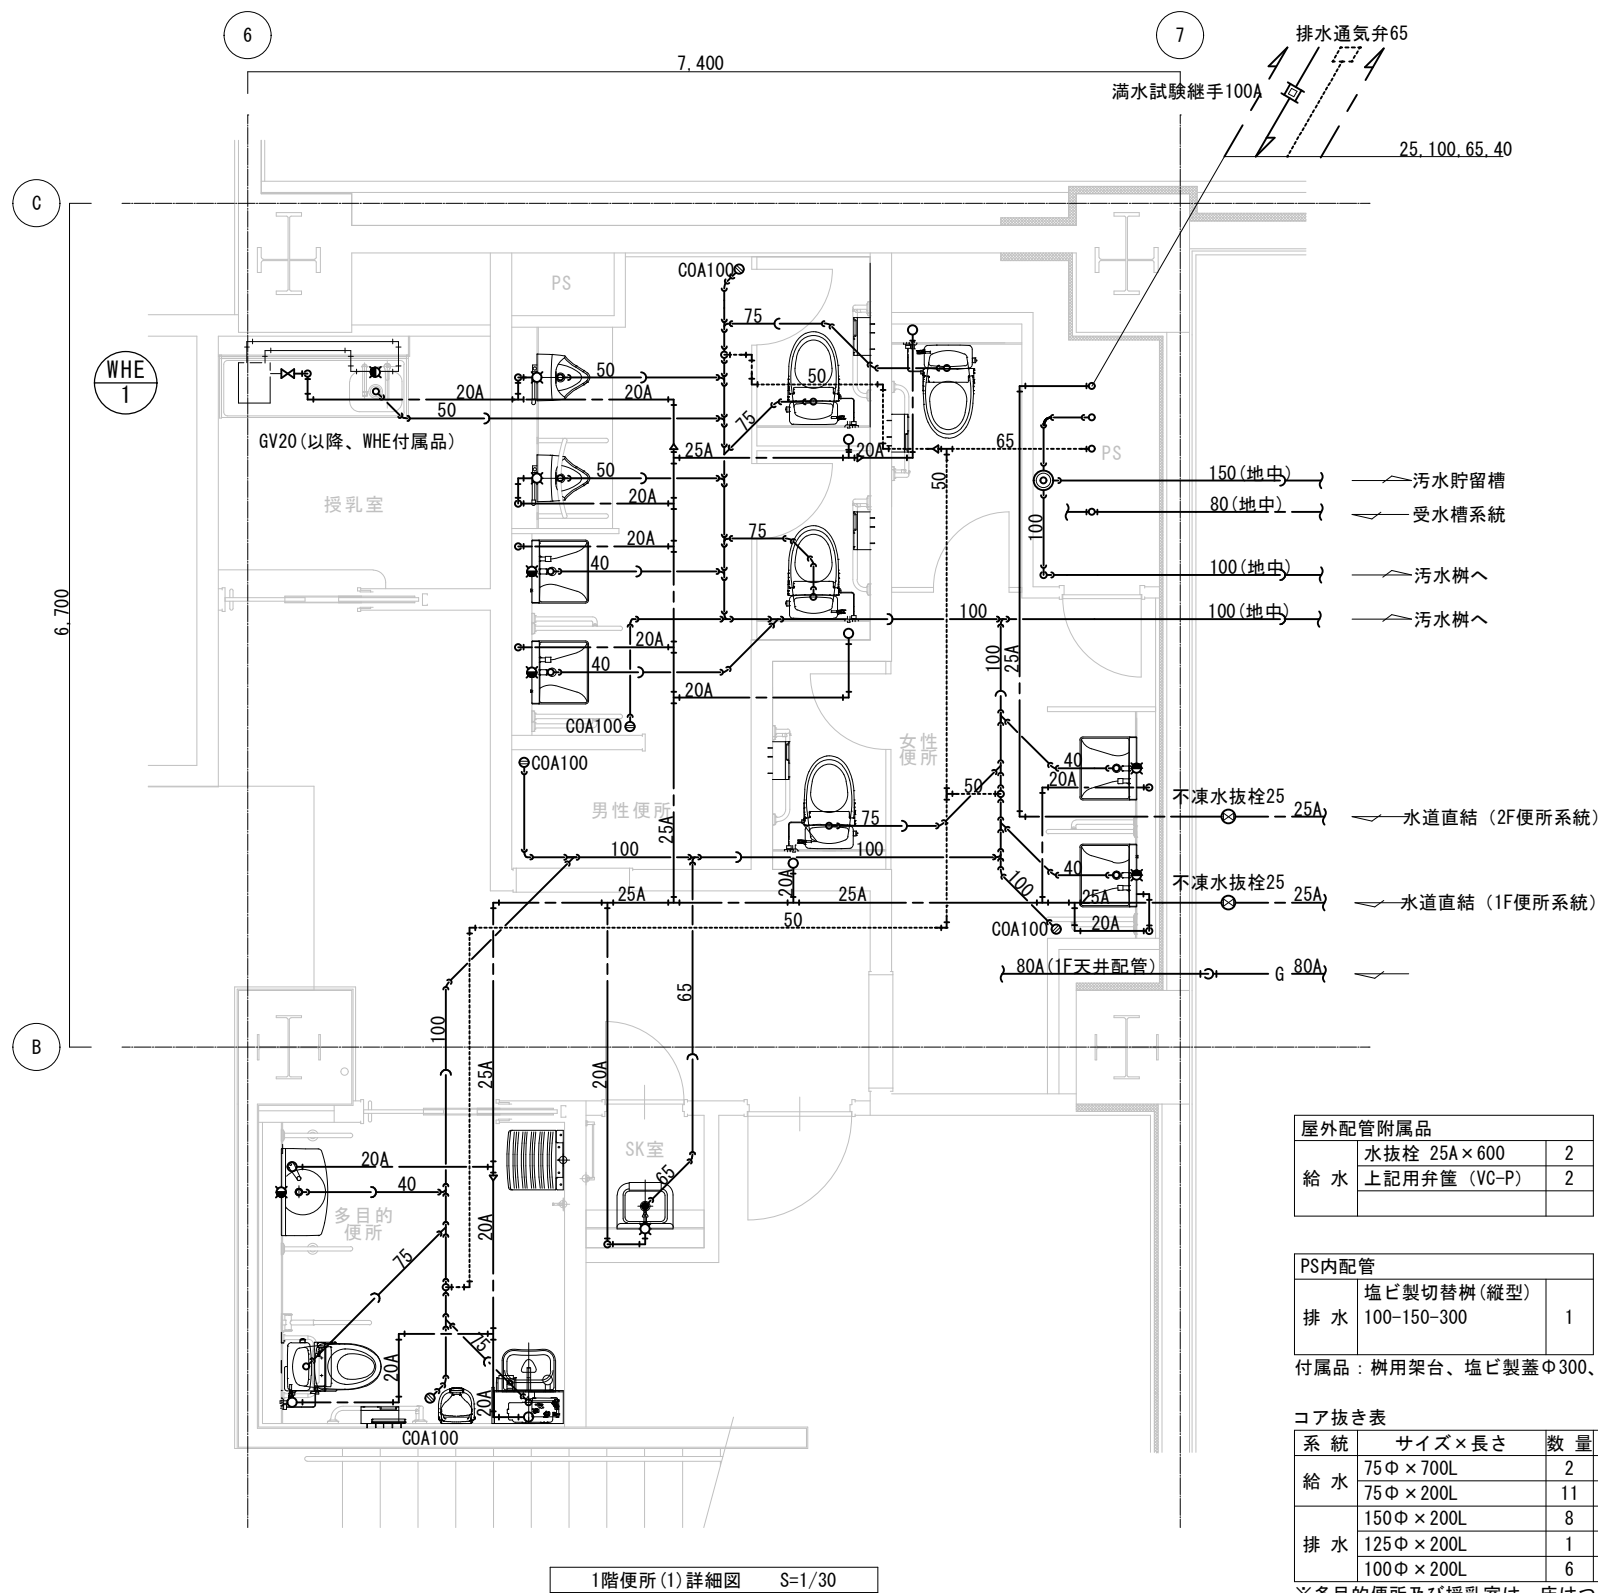 6
7
7,400
排水通気弁65
満水試験継手100A
25,100,65,40
C
COA100
PS
75
WHE
1
50
20A
20A
50
50
75
GV20(以降、WHE付属品)
25A
20A
65
PS
50
50
授乳室
20A
150(地中)
汚水貯留槽
80(地中)
受水槽系統
100
20A
75
40
100(地中)
汚水桝へ
6,700
100
100(地中)
汚水桝へ
20A
40
100
25A
20A
COA100
女性
便所
COA100
40
20A
50
不凍水抜栓25
25A
水道直結（2F便所系統）
男性便所
25A
75
100
100
40
20A
100
不凍水抜栓25
25A
25A
25A
25A
水道直結（1F便所系統）
50
COA100
20A
80A(1F天井配管)
G
80A
65
100
B
25A
20A
SK室
20A
65
40
多目的
便所
20A
75
75
20A
20A
COA100
屋外配管附属品
給 水
水抜栓 25A×600
2
上記用弁筐（VC-P）
2
PS内配管
排 水
塩ビ製切替桝(縦型)
100-150-300
1
付属品：桝用架台、塩ビ製蓋Φ300、
コア抜き表
系 統 サイズ×長さ 数 量
給 水
75Φ×700L 2
75Φ×200L 11
排 水
150Φ×200L 8
125Φ×200L 1
100Φ×200L 6
1階便所(1)詳細図 S=1/30